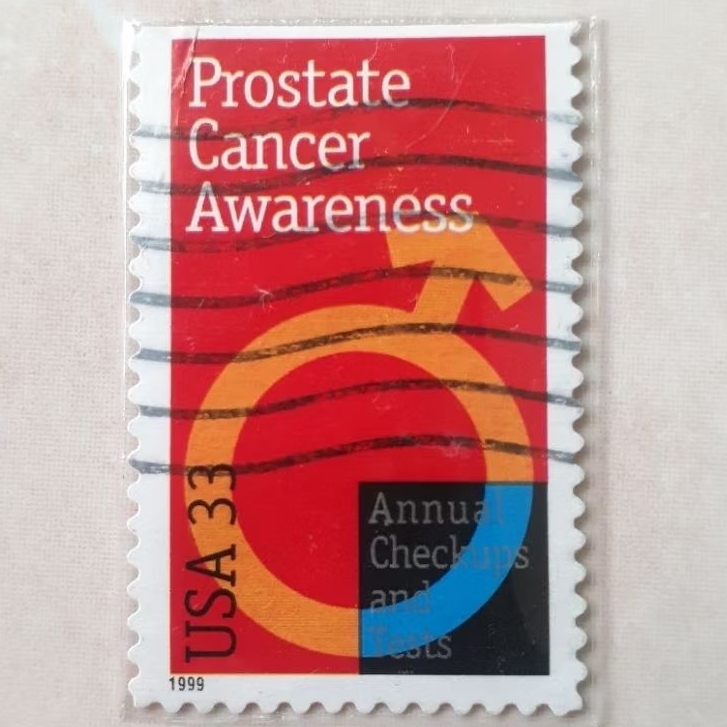 Prostate
Cancer
Awareness
USA 33
Annual
Checkups
and
Tests
1999